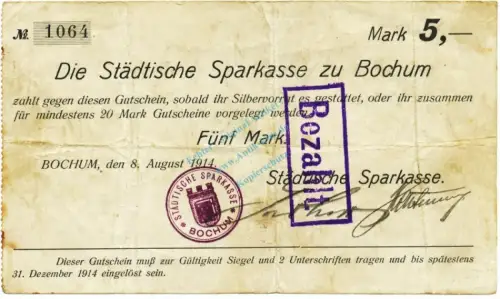 № 1064
Mark 5,—
Die Städtische Sparkasse zu Bochum
zahlt gegen diesen Gutschein, sobald ihr Silbervorrat es gestattet, oder ihr zusammen
für mindestens 20 Mark Gutscheine vorgelegt werden,
Fünf Mark.
BOCHUM, den 8. August 1914.
Städtische Sparkasse.
Bezahlt
STÄDTISCHE SPARKASSE
BOCHUM
Dieser Gutschein muß zur Gültigkeit Siegel und 2 Unterschriften tragen und bis spätestens
31. Dezember 1914 eingelöst sein.